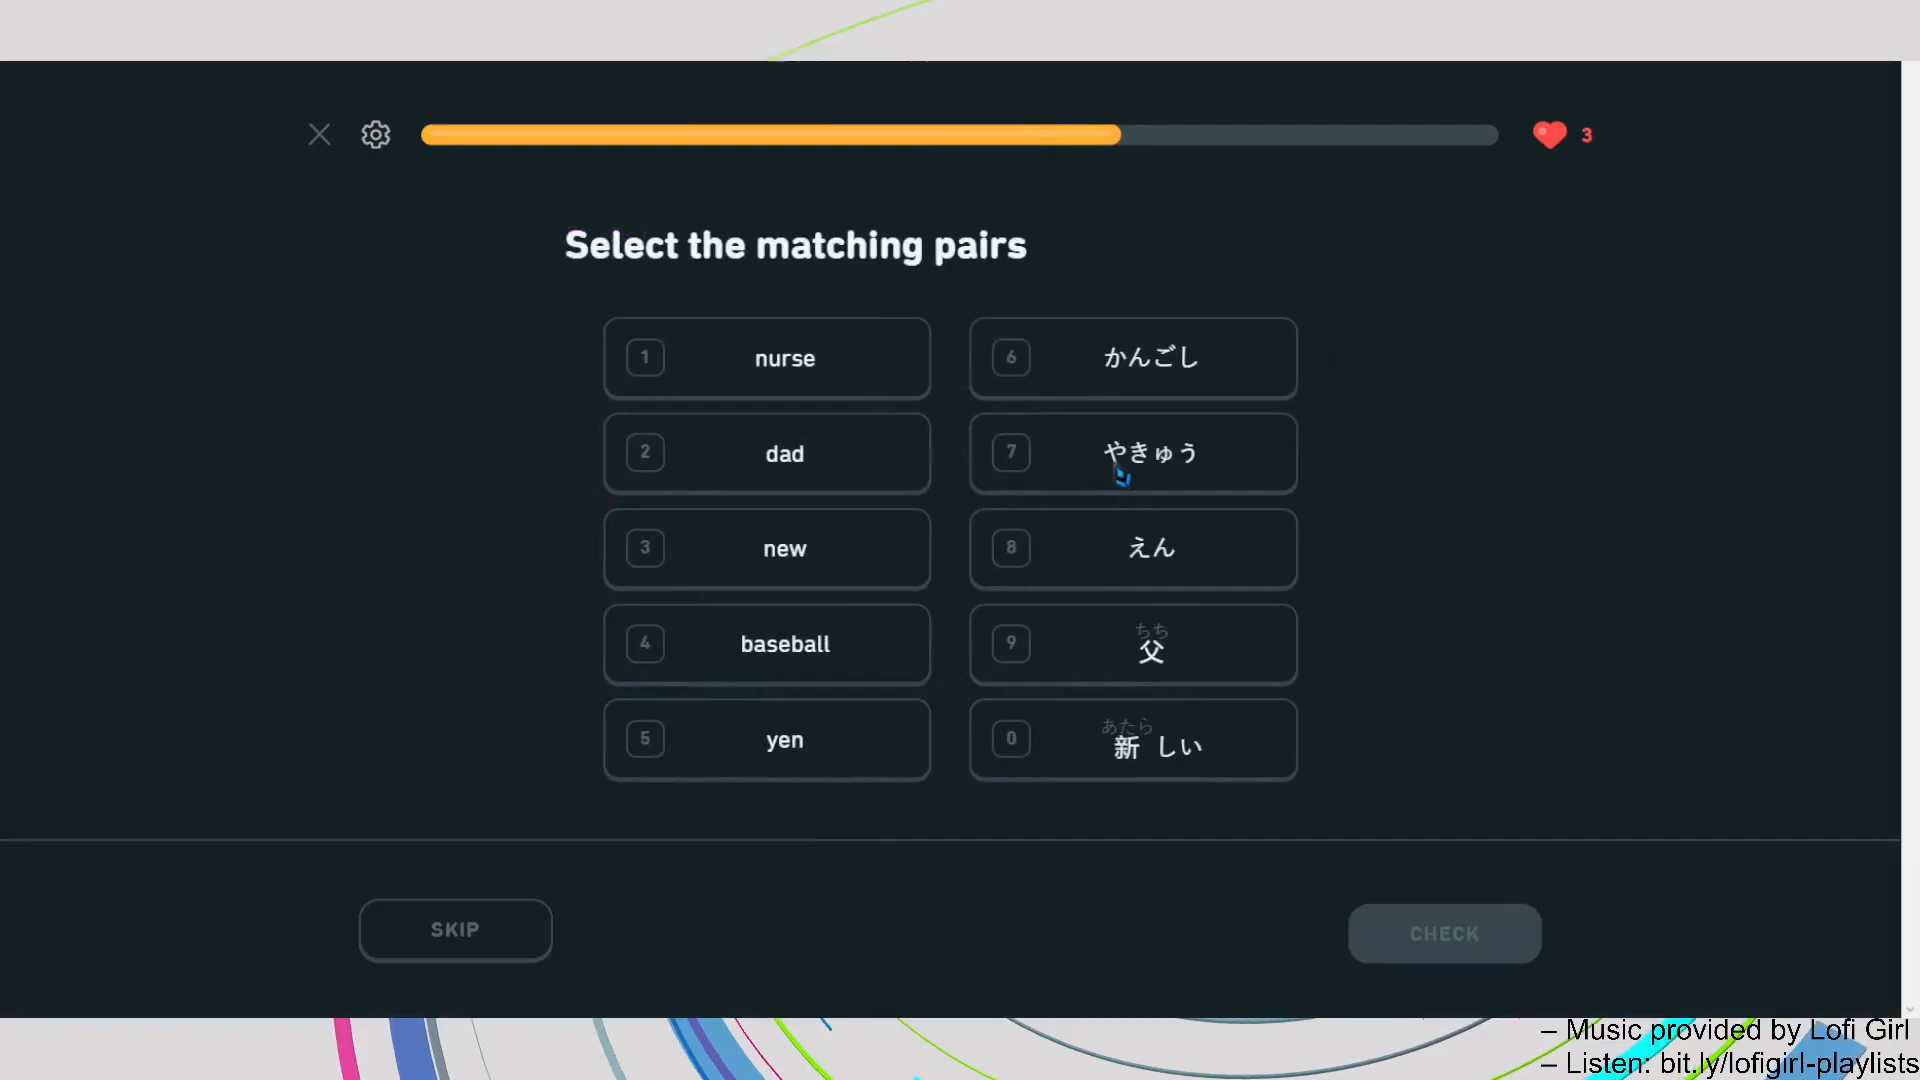 3
Select the matching pairs
1 nurse
6 かんごし
2 dad
7 やきゅう
3 new
8 えん
4 baseball
9 父
ちち
5 yen
0 新しい
あたら
SKIP
CHECK
– Music provided by Lofi Girl
– Listen: bit.ly/lofigirl-playlists